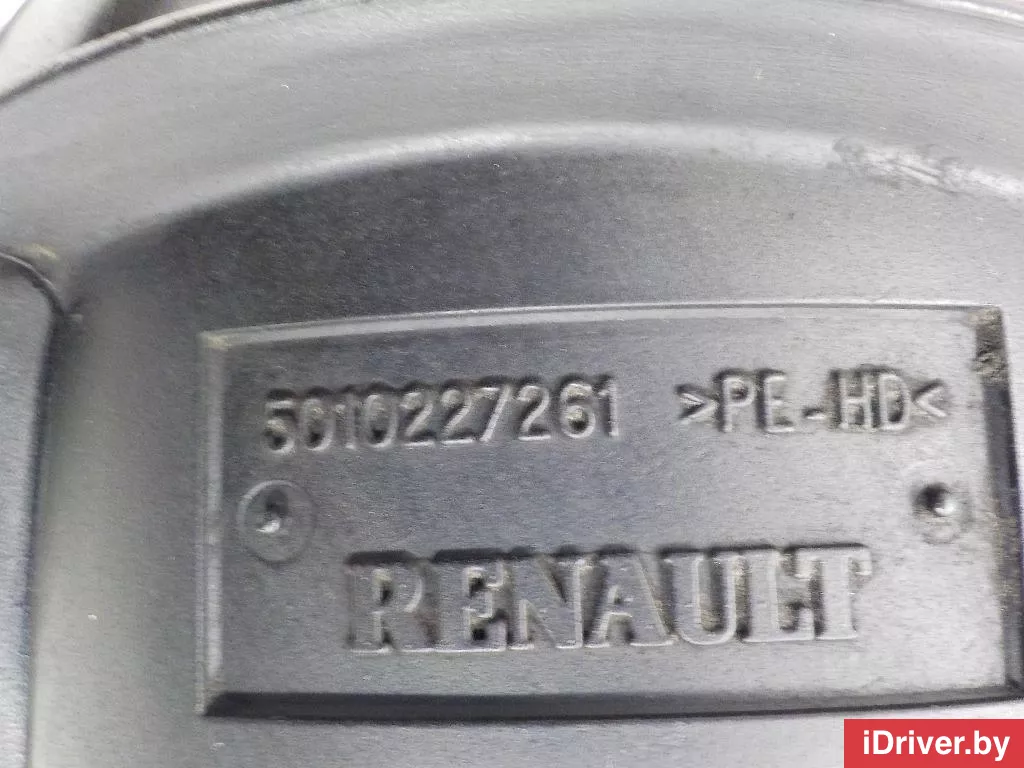 5010227261 >PE-HD<
RENAULT
iDriver.by